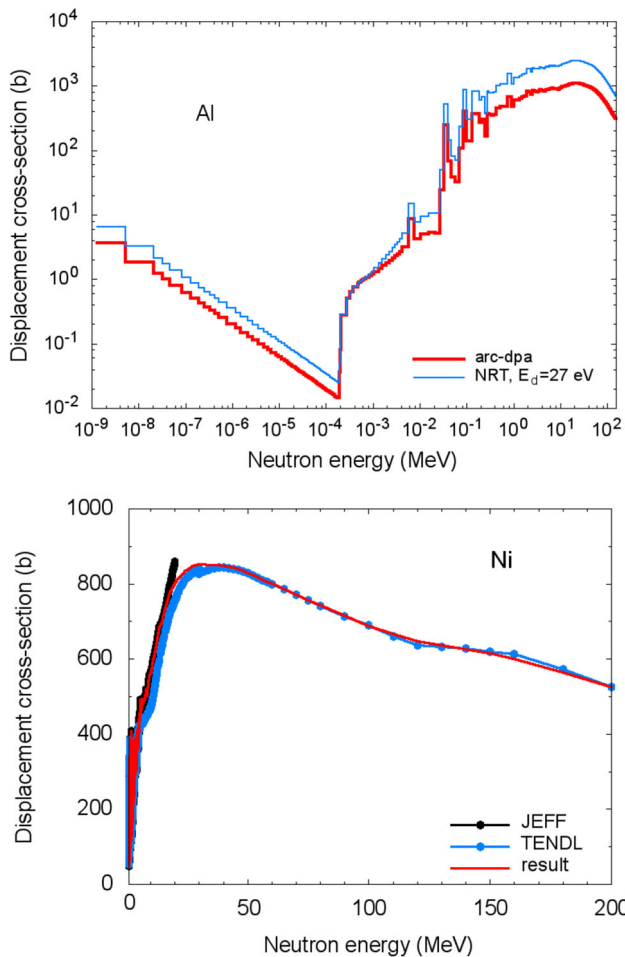 10^4
10^3
10^2
10^1
10^0
10^-1
10^-2
Displacement cross-section (b)
Al
arc-dpa
NRT, E_d=27 eV
10^-9 10^-8 10^-7 10^-6 10^-5 10^-4 10^-3 10^-2 10^-1 10^0 10^1 10^2
Neutron energy (MeV)
1000
800
600
400
200
0
Displacement cross-section (b)
Ni
JEFF
TENDL
result
0 50 100 150 200
Neutron energy (MeV)